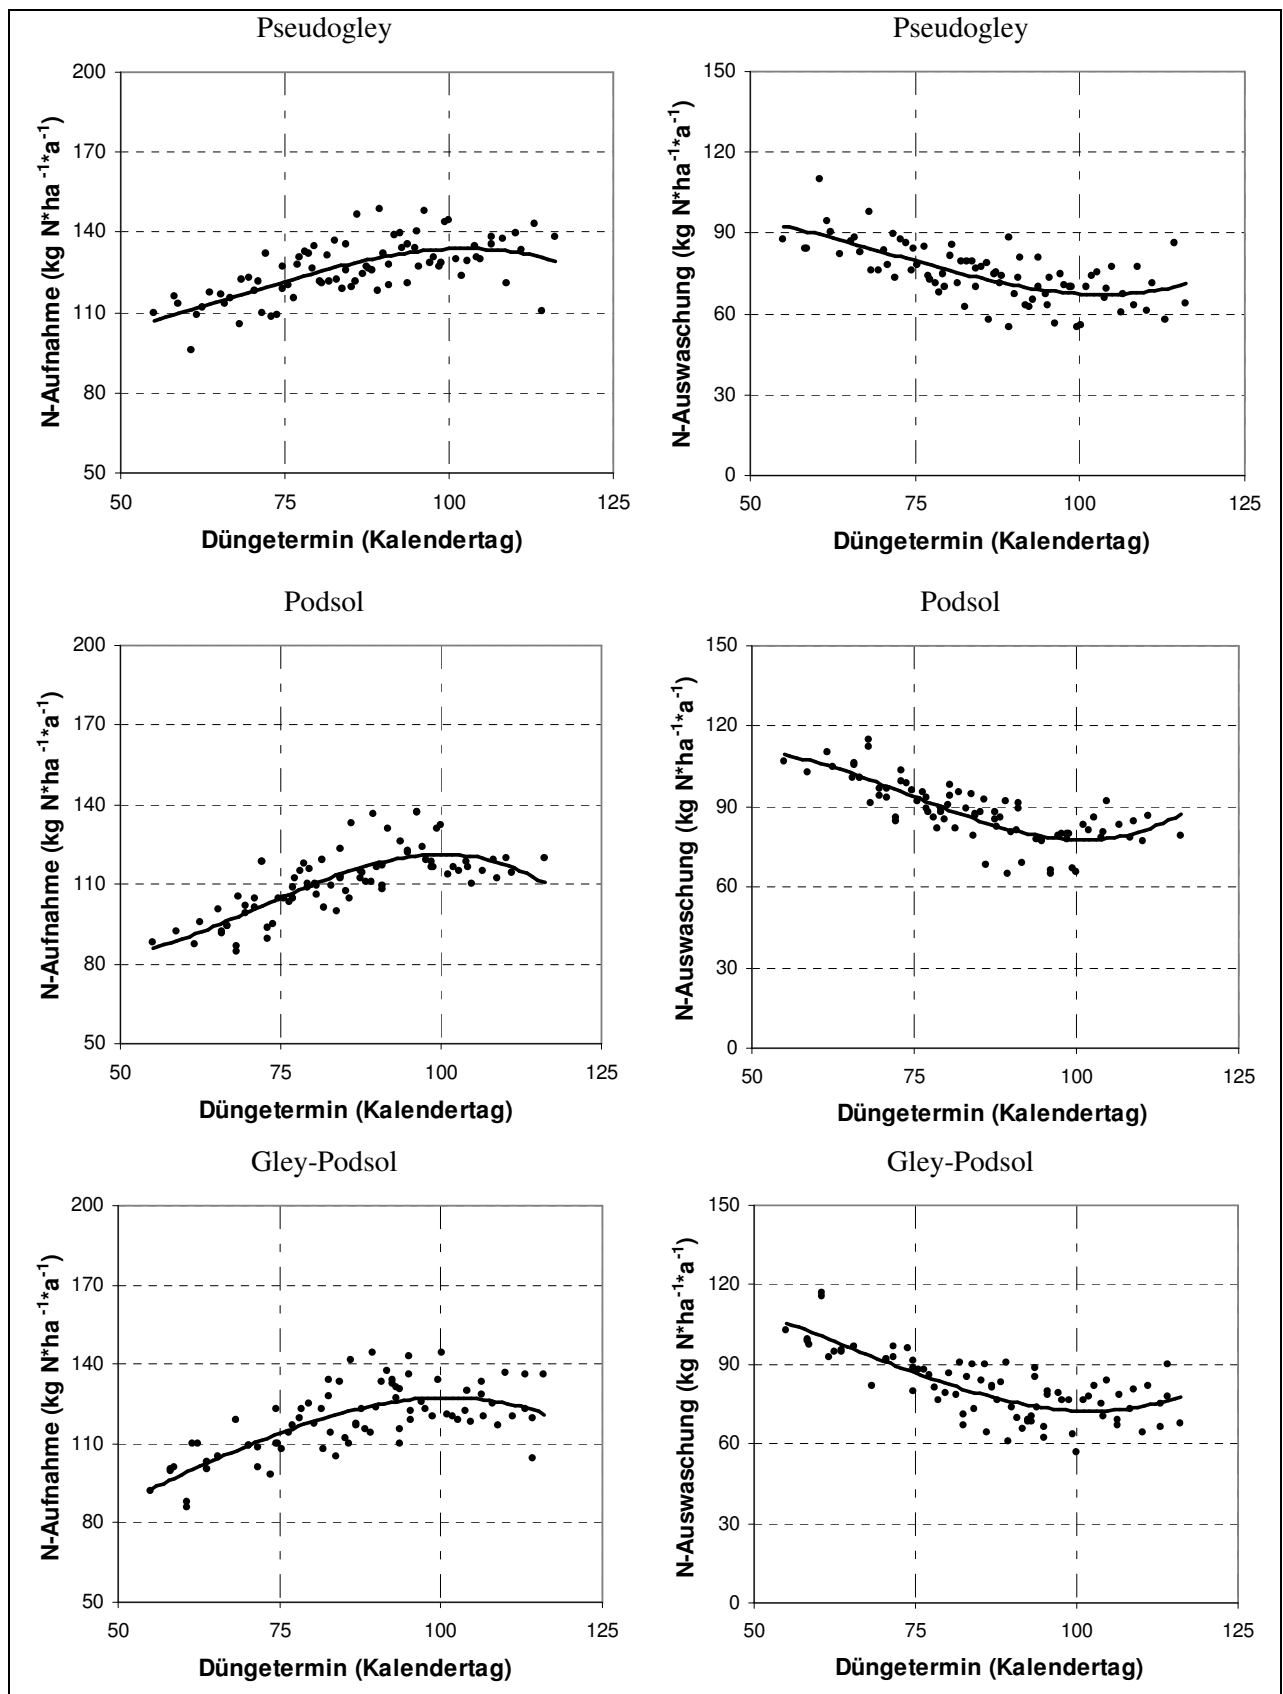 Pseudogley
200
170
140
110
80
50
50 75 100 125
N-Aufnahme (kg N*ha⁻¹*a⁻¹)
Düngetermin (Kalendertag)
Pseudogley
150
120
90
60
30
0
50 75 100 125
N-Auswaschung (kg N*ha⁻¹*a⁻¹)
Düngetermin (Kalendertag)
Podsol
200
170
140
110
80
50
50 75 100 125
N-Aufnahme (kg N*ha⁻¹*a⁻¹)
Düngetermin (Kalendertag)
Podsol
150
120
90
60
30
0
50 75 100 125
N-Auswaschung (kg N*ha⁻¹*a⁻¹)
Düngetermin (Kalendertag)
Gley-Podsol
200
170
140
110
80
50
50 75 100 125
N-Aufnahme (kg N*ha⁻¹*a⁻¹)
Düngetermin (Kalendertag)
Gley-Podsol
150
120
90
60
30
0
50 75 100 125
N-Auswaschung (kg N*ha⁻¹*a⁻¹)
Düngetermin (Kalendertag)